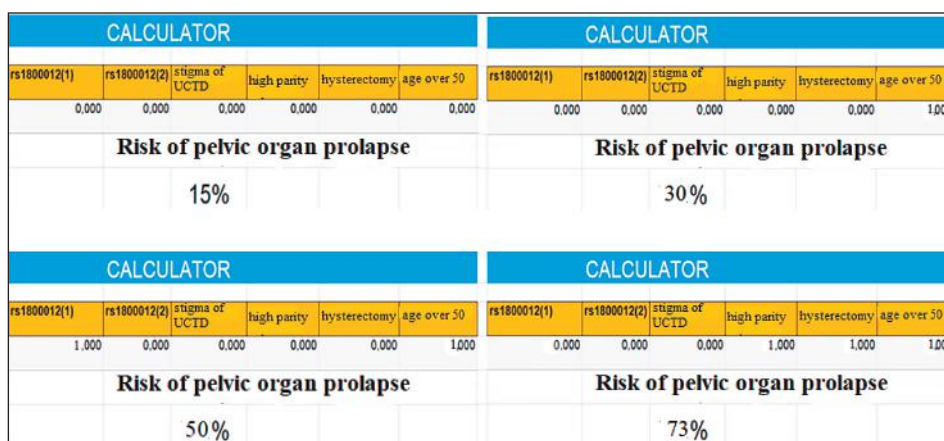 CALCULATOR
rs1800012(1) rs1800012(2) stigma of UCTD high parity hysterectomy age over 50
0,000 0,000 0,000 0,000 0,000 0,000
Risk of pelvic organ prolapse
15%
CALCULATOR
rs1800012(1) rs1800012(2) stigma of UCTD high parity hysterectomy age over 50
0,000 0,000 0,000 0,000 0,000 1,00
Risk of pelvic organ prolapse
30%
CALCULATOR
rs1800012(1) rs1800012(2) stigma of UCTD high parity hysterectomy age over 50
1,000 0,000 0,000 0,000 0,000 1,000
Risk of pelvic organ prolapse
50%
CALCULATOR
rs1800012(1) rs1800012(2) stigma of UCTD high parity hysterectomy age over 50
0,000 0,000 0,000 1,000 1,000 1,00
Risk of pelvic organ prolapse
73%